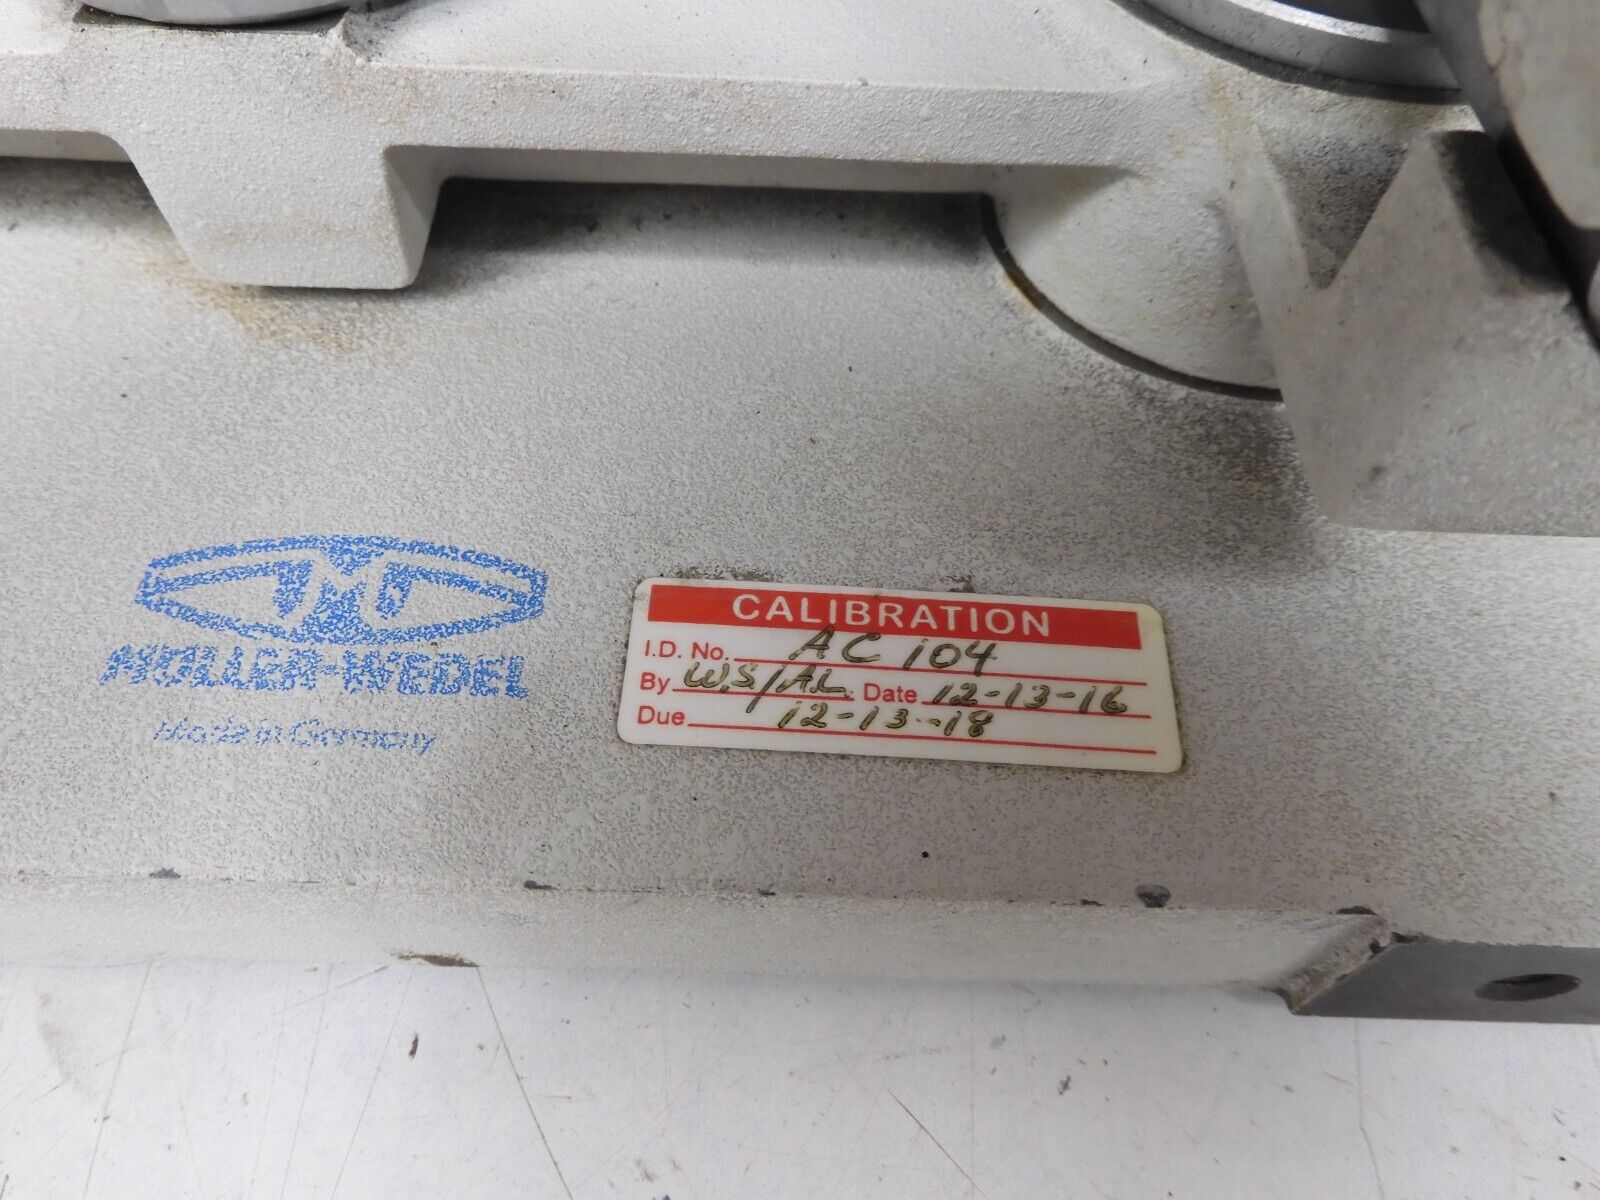 M
MÖLLER-WEDEL
Made in Germany
CALIBRATION
I.D. No. AC 104
By W.S./AL Date 12-13-16
Due 12-13-18